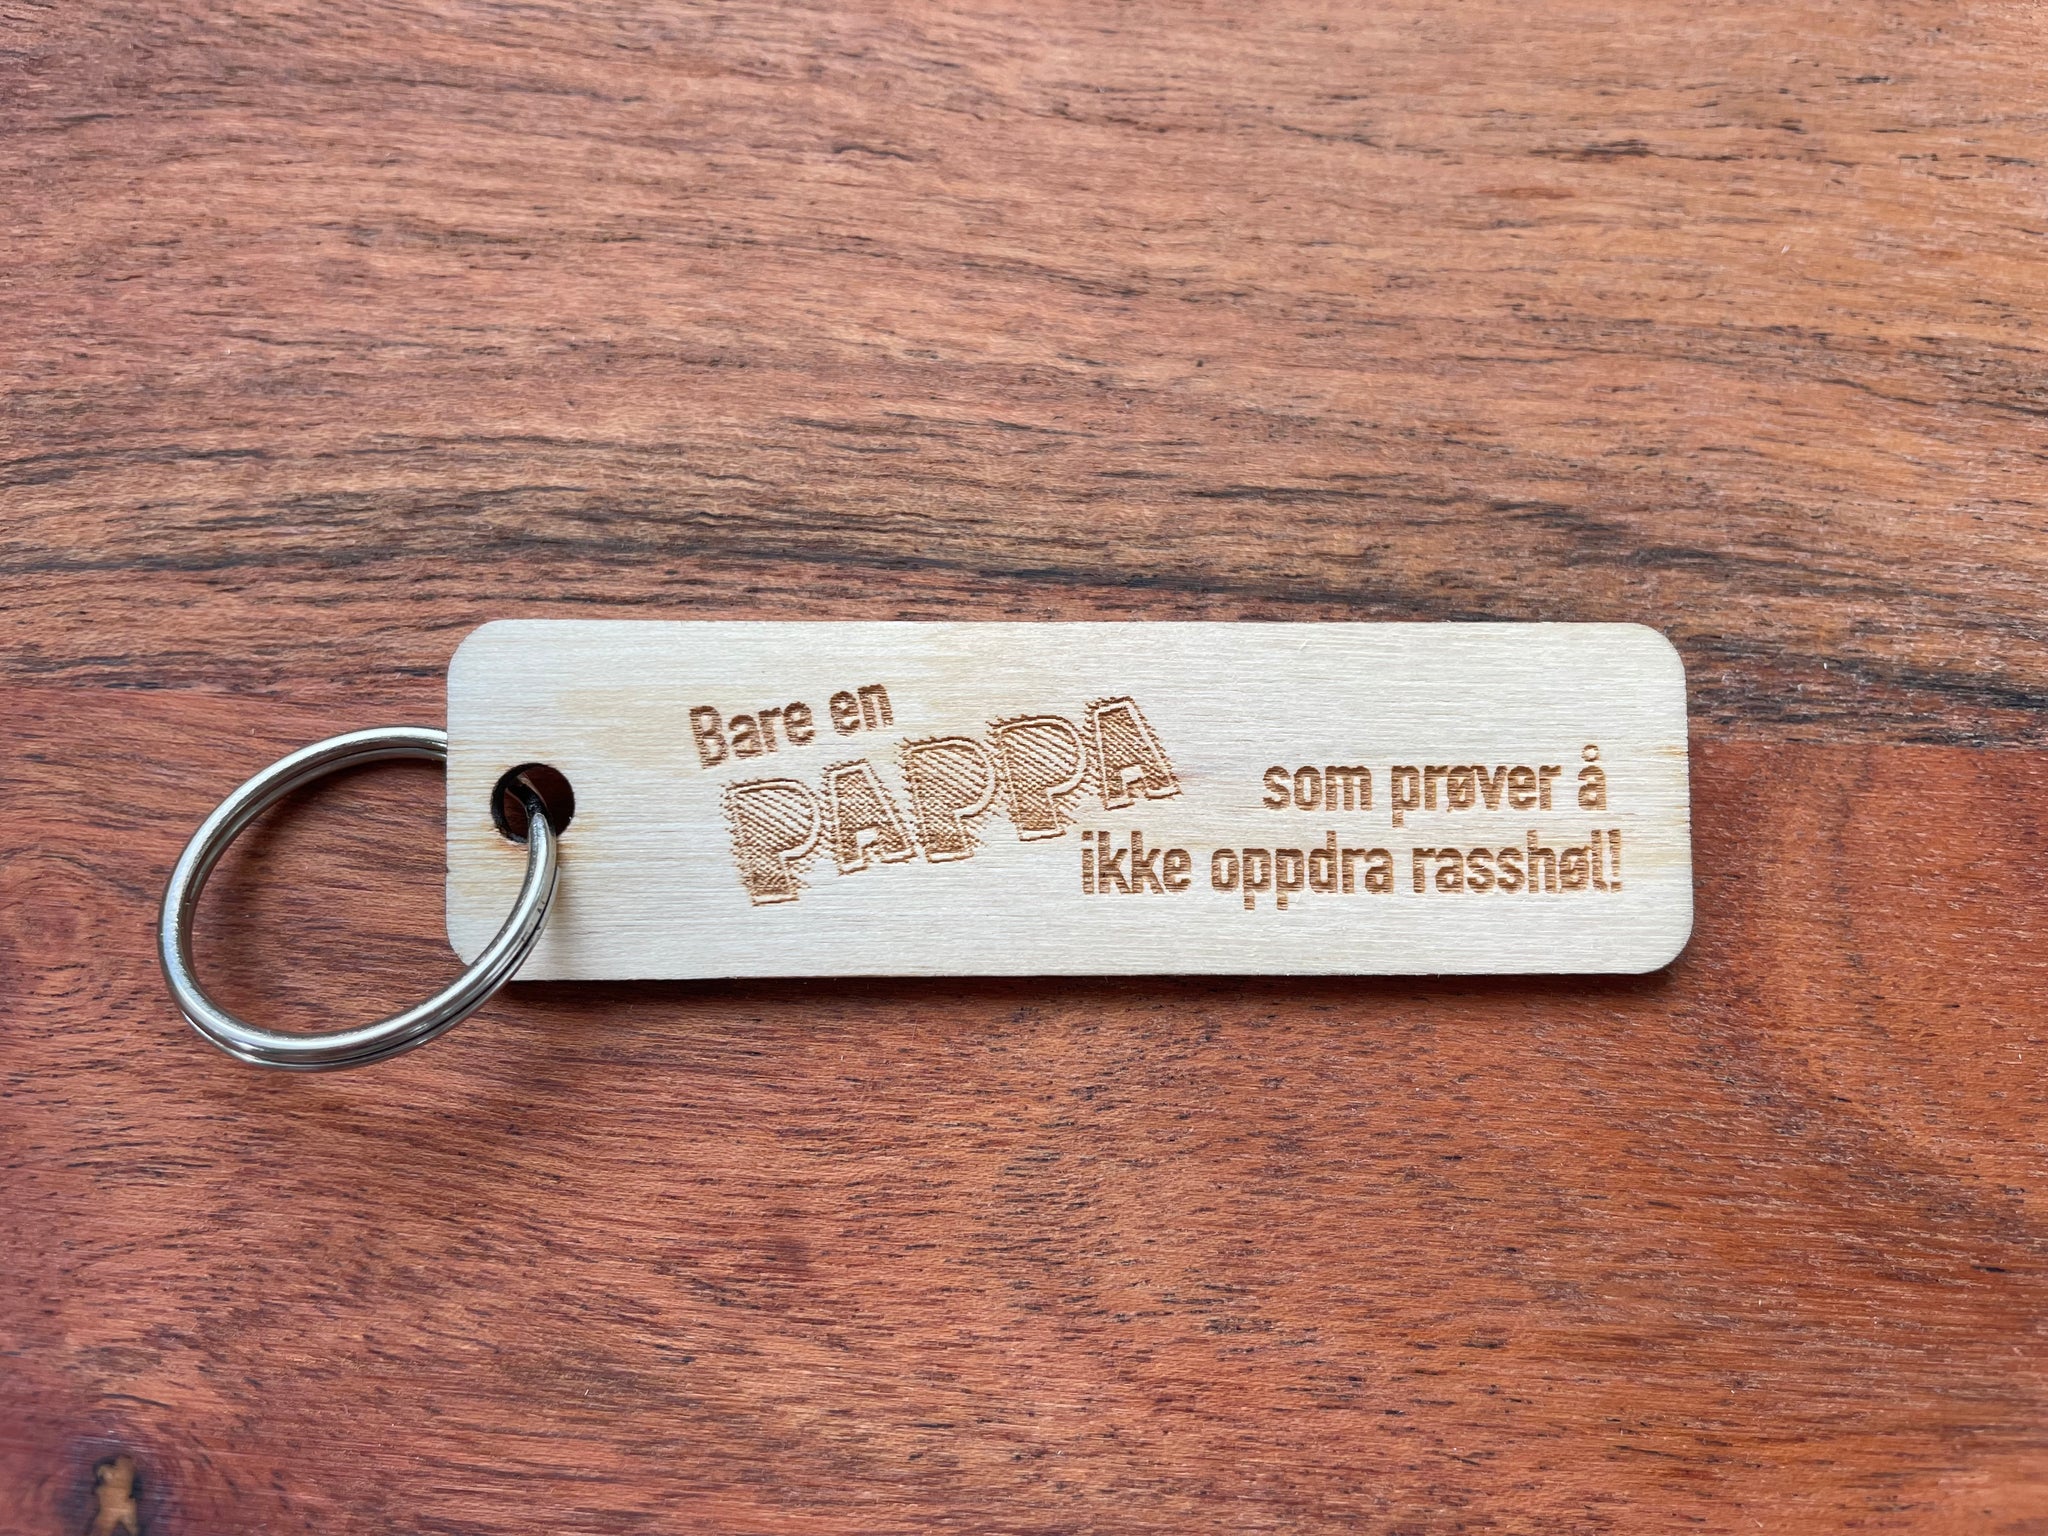 Bare en
PAPPA
som prøver å
ikke oppdra rasshøl!